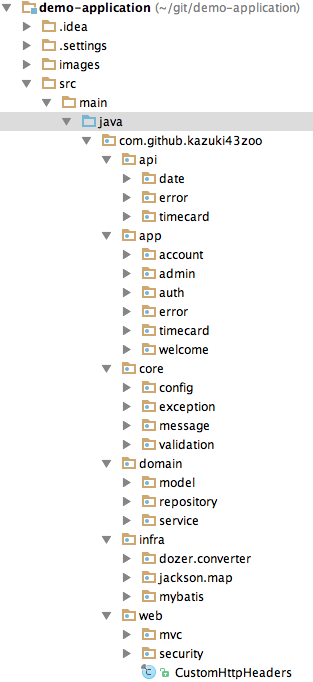 demo-application (~/git/demo-application)
.idea
.settings
images
src
main
java
com.github.kazuki43zoo
api
date
error
timecard
app
account
admin
auth
error
timecard
welcome
core
config
exception
message
validation
domain
model
repository
service
infra
dozer.converter
jackson.map
mybatis
web
mvc
security
CustomHttpHeaders